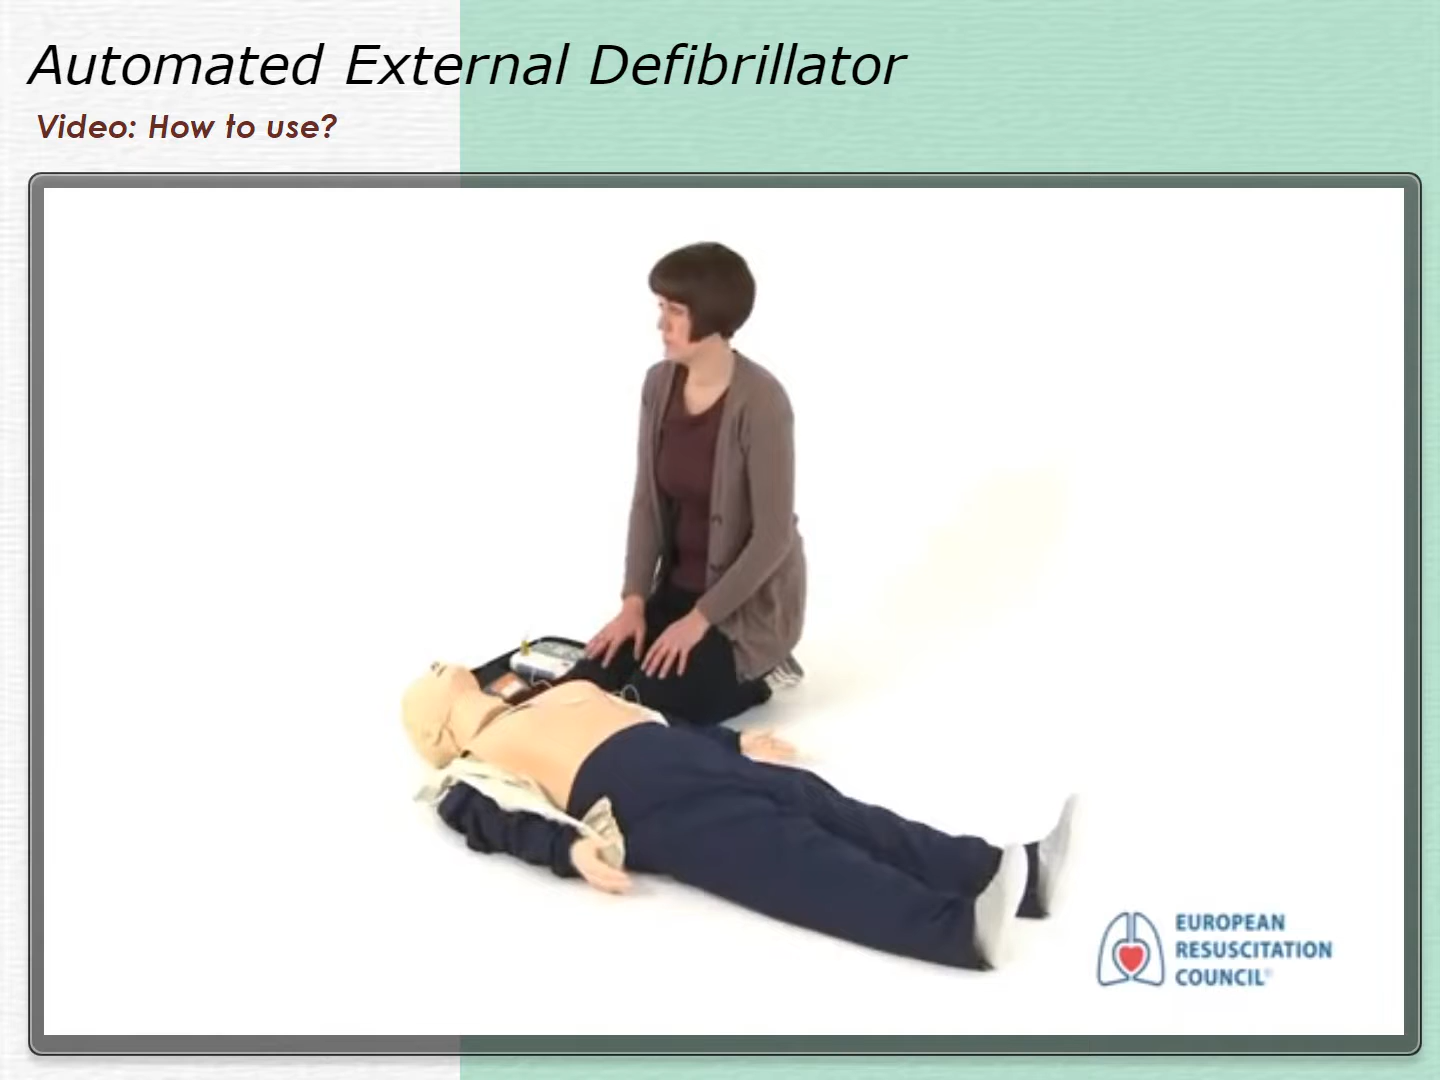 Automated External Defibrillator
Video: How to use?
EUROPEAN
RESUSCITATION
COUNCIL®